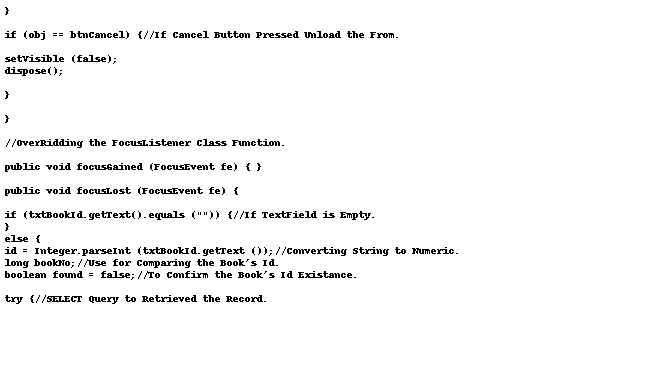 }
if (obj == btnCancel) {//If Cancel Button Pressed Unload the From.
setVisible (false);
dispose();
}
}
//OverRidding the FocusListener Class Function.
public void focusGained (FocusEvent fe) { }
public void focusLost (FocusEvent fe) {
if (txtBookId.getText().equals ("")) {//If TextField is Empty.
}
else {
id = Integer.parseInt (txtBookId.getText ());//Converting String to Numeric.
long bookNo;//Use for Comparing the Book's Id.
boolean found = false;//To Confirm the Book's Id Existance.
try {//SELECT Query to Retrieved the Record.